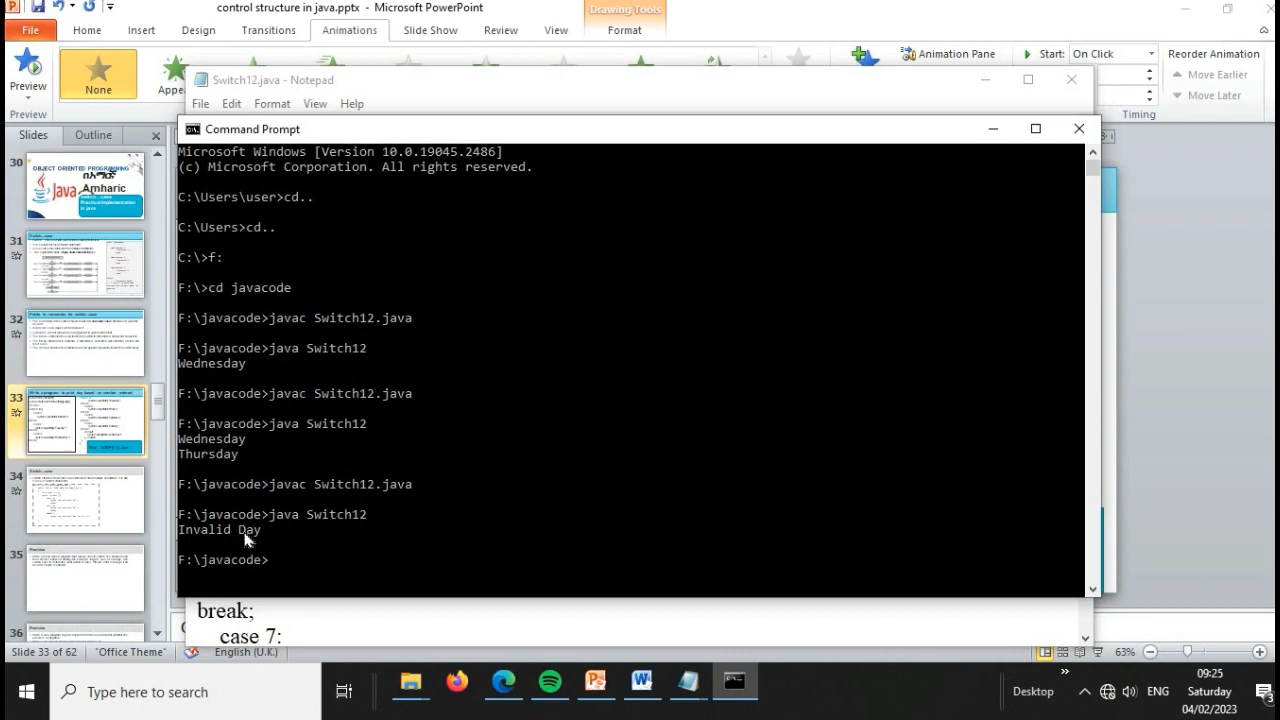 control structure in java.pptx - Microsoft PowerPoint
Drawing Tools
File Home Insert Design Transitions Animations Slide Show Review View Format
Preview
None
Appe
Animation Pane
Start: On Click
Reorder Animation
Move Earlier
Move Later
Preview
Timing
Slides Outline
Switch12.java - Notepad
File Edit Format View Help
Command Prompt
Microsoft Windows [Version 10.0.19045.2486]
(c) Microsoft Corporation. All rights reserved.
C:\Users\user>cd..
C:\Users>cd..
C:\>f:
F:\>cd javacode
F:\javacode>javac Switch12.java
F:\javacode>java Switch12
Wednesday
F:\javacode>javac Switch12.java
F:\javacode>java Switch12
Wednesday
Thursday
F:\javacode>javac Switch12.java
F:\javacode>java Switch12
Invalid Day
F:\javacode>
break;
case 7:
30
OBJECT ORIENTED PROGRAMMING
በአማርኛ
Java Amharic
31
32
33
34
35
36
Slide 33 of 62
"Office Theme"
English (U.K.)
63%
Type here to search
Desktop
ENG
09:25
Saturday
04/02/2023
3